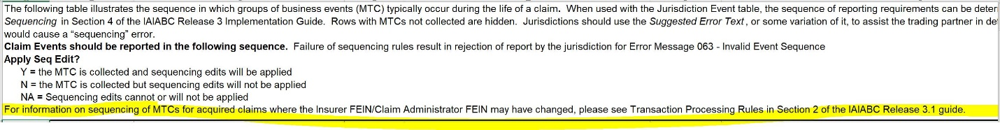 The following table illustrates the sequence in which groups of business events (MTC) typically occur during the life of a claim. When used with the Jurisdiction Event table, the sequence of reporting requirements can be deter
Sequencing in Section 4 of the IAIABC Release 3 Implementation Guide. Rows with MTCs not collected are hidden. Jurisdictions should use the Suggested Error Text, or some variation of it, to assist the trading partner in de
would cause a “sequencing” error.
Claim Events should be reported in the following sequence. Failure of sequencing rules result in rejection of report by the jurisdiction for Error Message 063 - Invalid Event Sequence
Apply Seq Edit?
Y = the MTC is collected and sequencing edits will be applied
N = the MTC is collected but sequencing edits will not be applied
NA = Sequencing edits cannot or will not be applied
For information on sequencing of MTCs for acquired claims where the Insurer FEIN/Claim Administrator FEIN may have changed, please see Transaction Processing Rules in Section 2 of the IAIABC Release 3.1 guide.